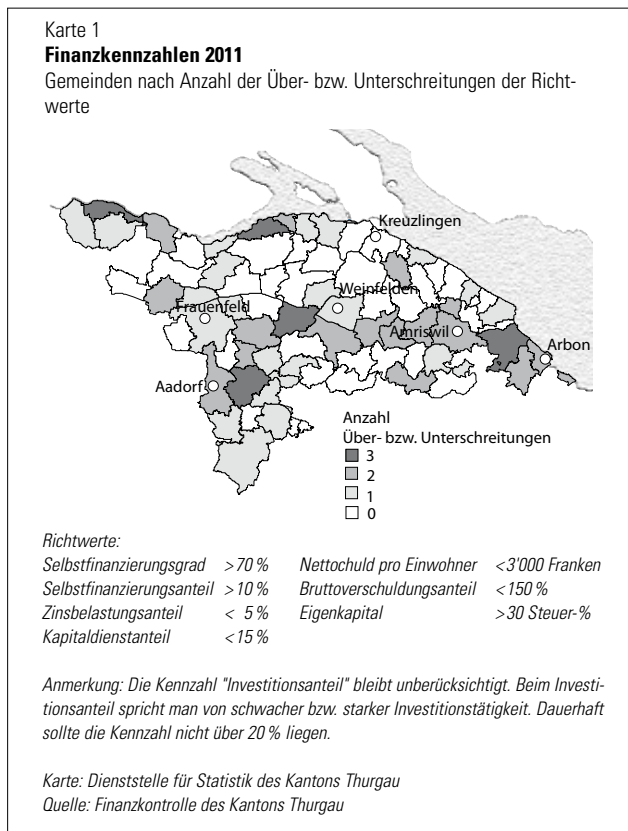 Karte 1
Finanzkennzahlen 2011
Gemeinden nach Anzahl der Über- bzw. Unterschreitungen der Richt-
werte
Kreuzlingen
Weinfelden
Frauenfeld
Amriswil
Arbon
Aadorf
Anzahl
Über- bzw. Unterschreitungen
3
2
1
0
Richtwerte:
Selbstfinanzierungsgrad >70 % Nettochuld pro Einwohner <3'000 Franken
Selbstfinanzierungsanteil >10 % Bruttoverschuldungsanteil <150 %
Zinsbelastungsanteil < 5 % Eigenkapital >30 Steuer-%
Kapitaldienstanteil <15 %
Anmerkung: Die Kennzahl "Investitionsanteil" bleibt unberücksichtigt. Beim Investi-
tionsanteil spricht man von schwacher bzw. starker Investitionstätigkeit. Dauerhaft
sollte die Kennzahl nicht über 20 % liegen.
Karte: Dienststelle für Statistik des Kantons Thurgau
Quelle: Finanzkontrolle des Kantons Thurgau